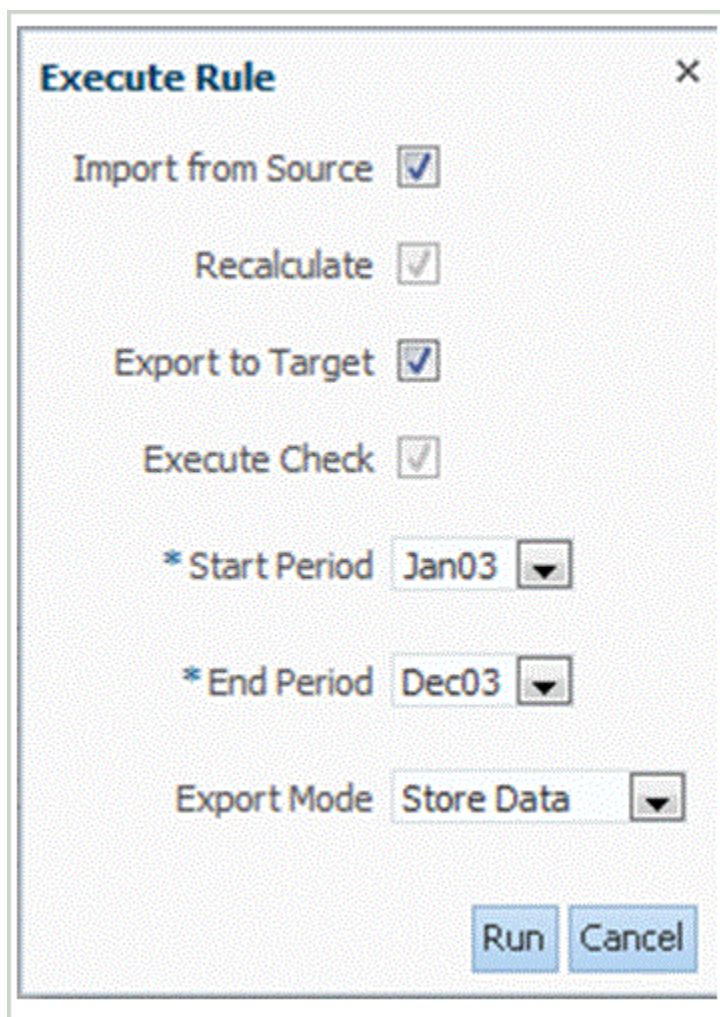 Execute Rule
Import from Source
Recalculate
Export to Target
Execute Check
* Start Period Jan03
* End Period Dec03
Export Mode Store Data
Run Cancel